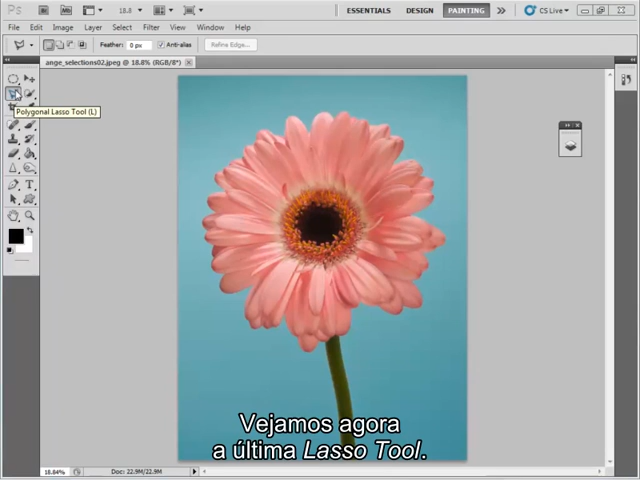 Ps
18.8
ESSENTIALS
DESIGN
PAINTING
CS Live
File Edit Image Layer Select Filter View Window Help
Feather: 0 px
Anti-alias
Refine Edge...
ange_selections02.jpeg @ 18.8% (RGB/8*)
Polygonal Lasso Tool (L)
Vejamos agora
a última Lasso Tool.
18.84%
Doc: 22.9M/22.9M